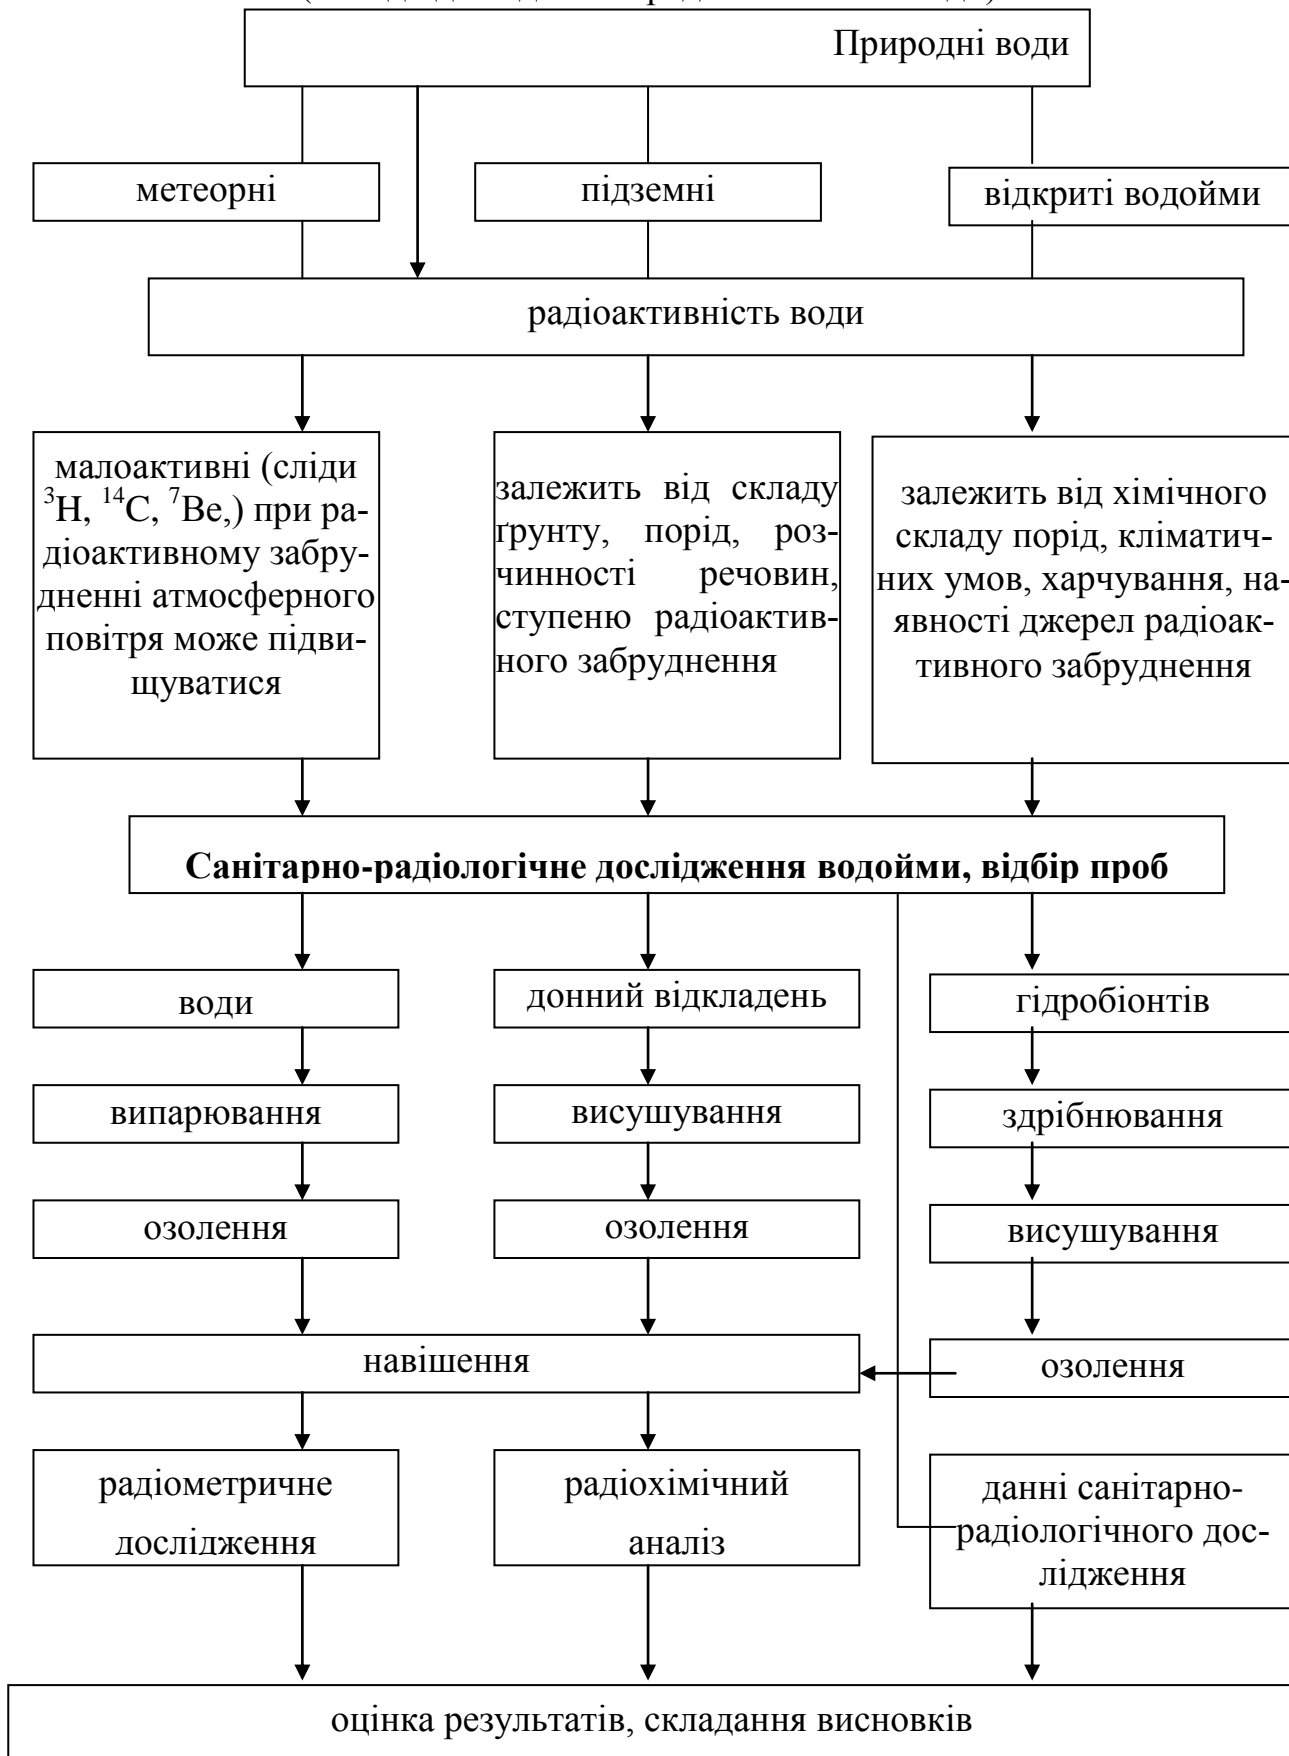 Природні води
метеорні
підземні
відкриті водойми
радіоактивність води
малоактивні (сліди
³H, ¹⁴C, ⁷Be,) при ра-
діоактивному забру-
дненні атмосферного
повітря може підви-
щуватися
залежить від складу
ґрунту, порід, роз-
чинності речовин,
ступеню радіоактив-
ного забруднення
залежить від хімічного
складу порід, кліматич-
них умов, харчування, на-
явності джерел радіоак-
тивного забруднення
Санітарно-радіологічне дослідження водойми, відбір проб
води
донний відкладень
гідробіонтів
випарювання
висушування
здрібнювання
озолення
озолення
висушування
навішення
озолення
радіометричне
дослідження
радіохімічний
аналіз
данні санітарно-
радіологічного дос-
лідження
оцінка результатів, складання висновків